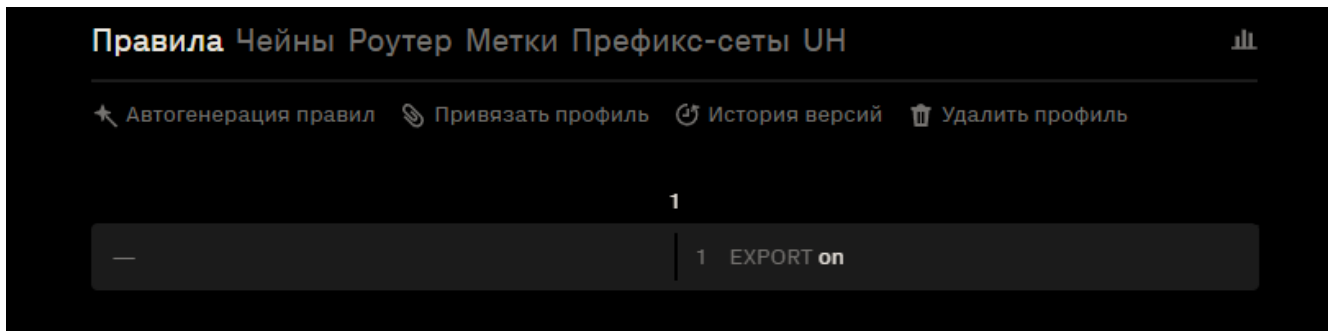 Правила Чейны Роутер Метки Префикс-сеты UH
Автогенерация правил Привязать профиль История версий Удалить профиль
1
— 1 EXPORT on